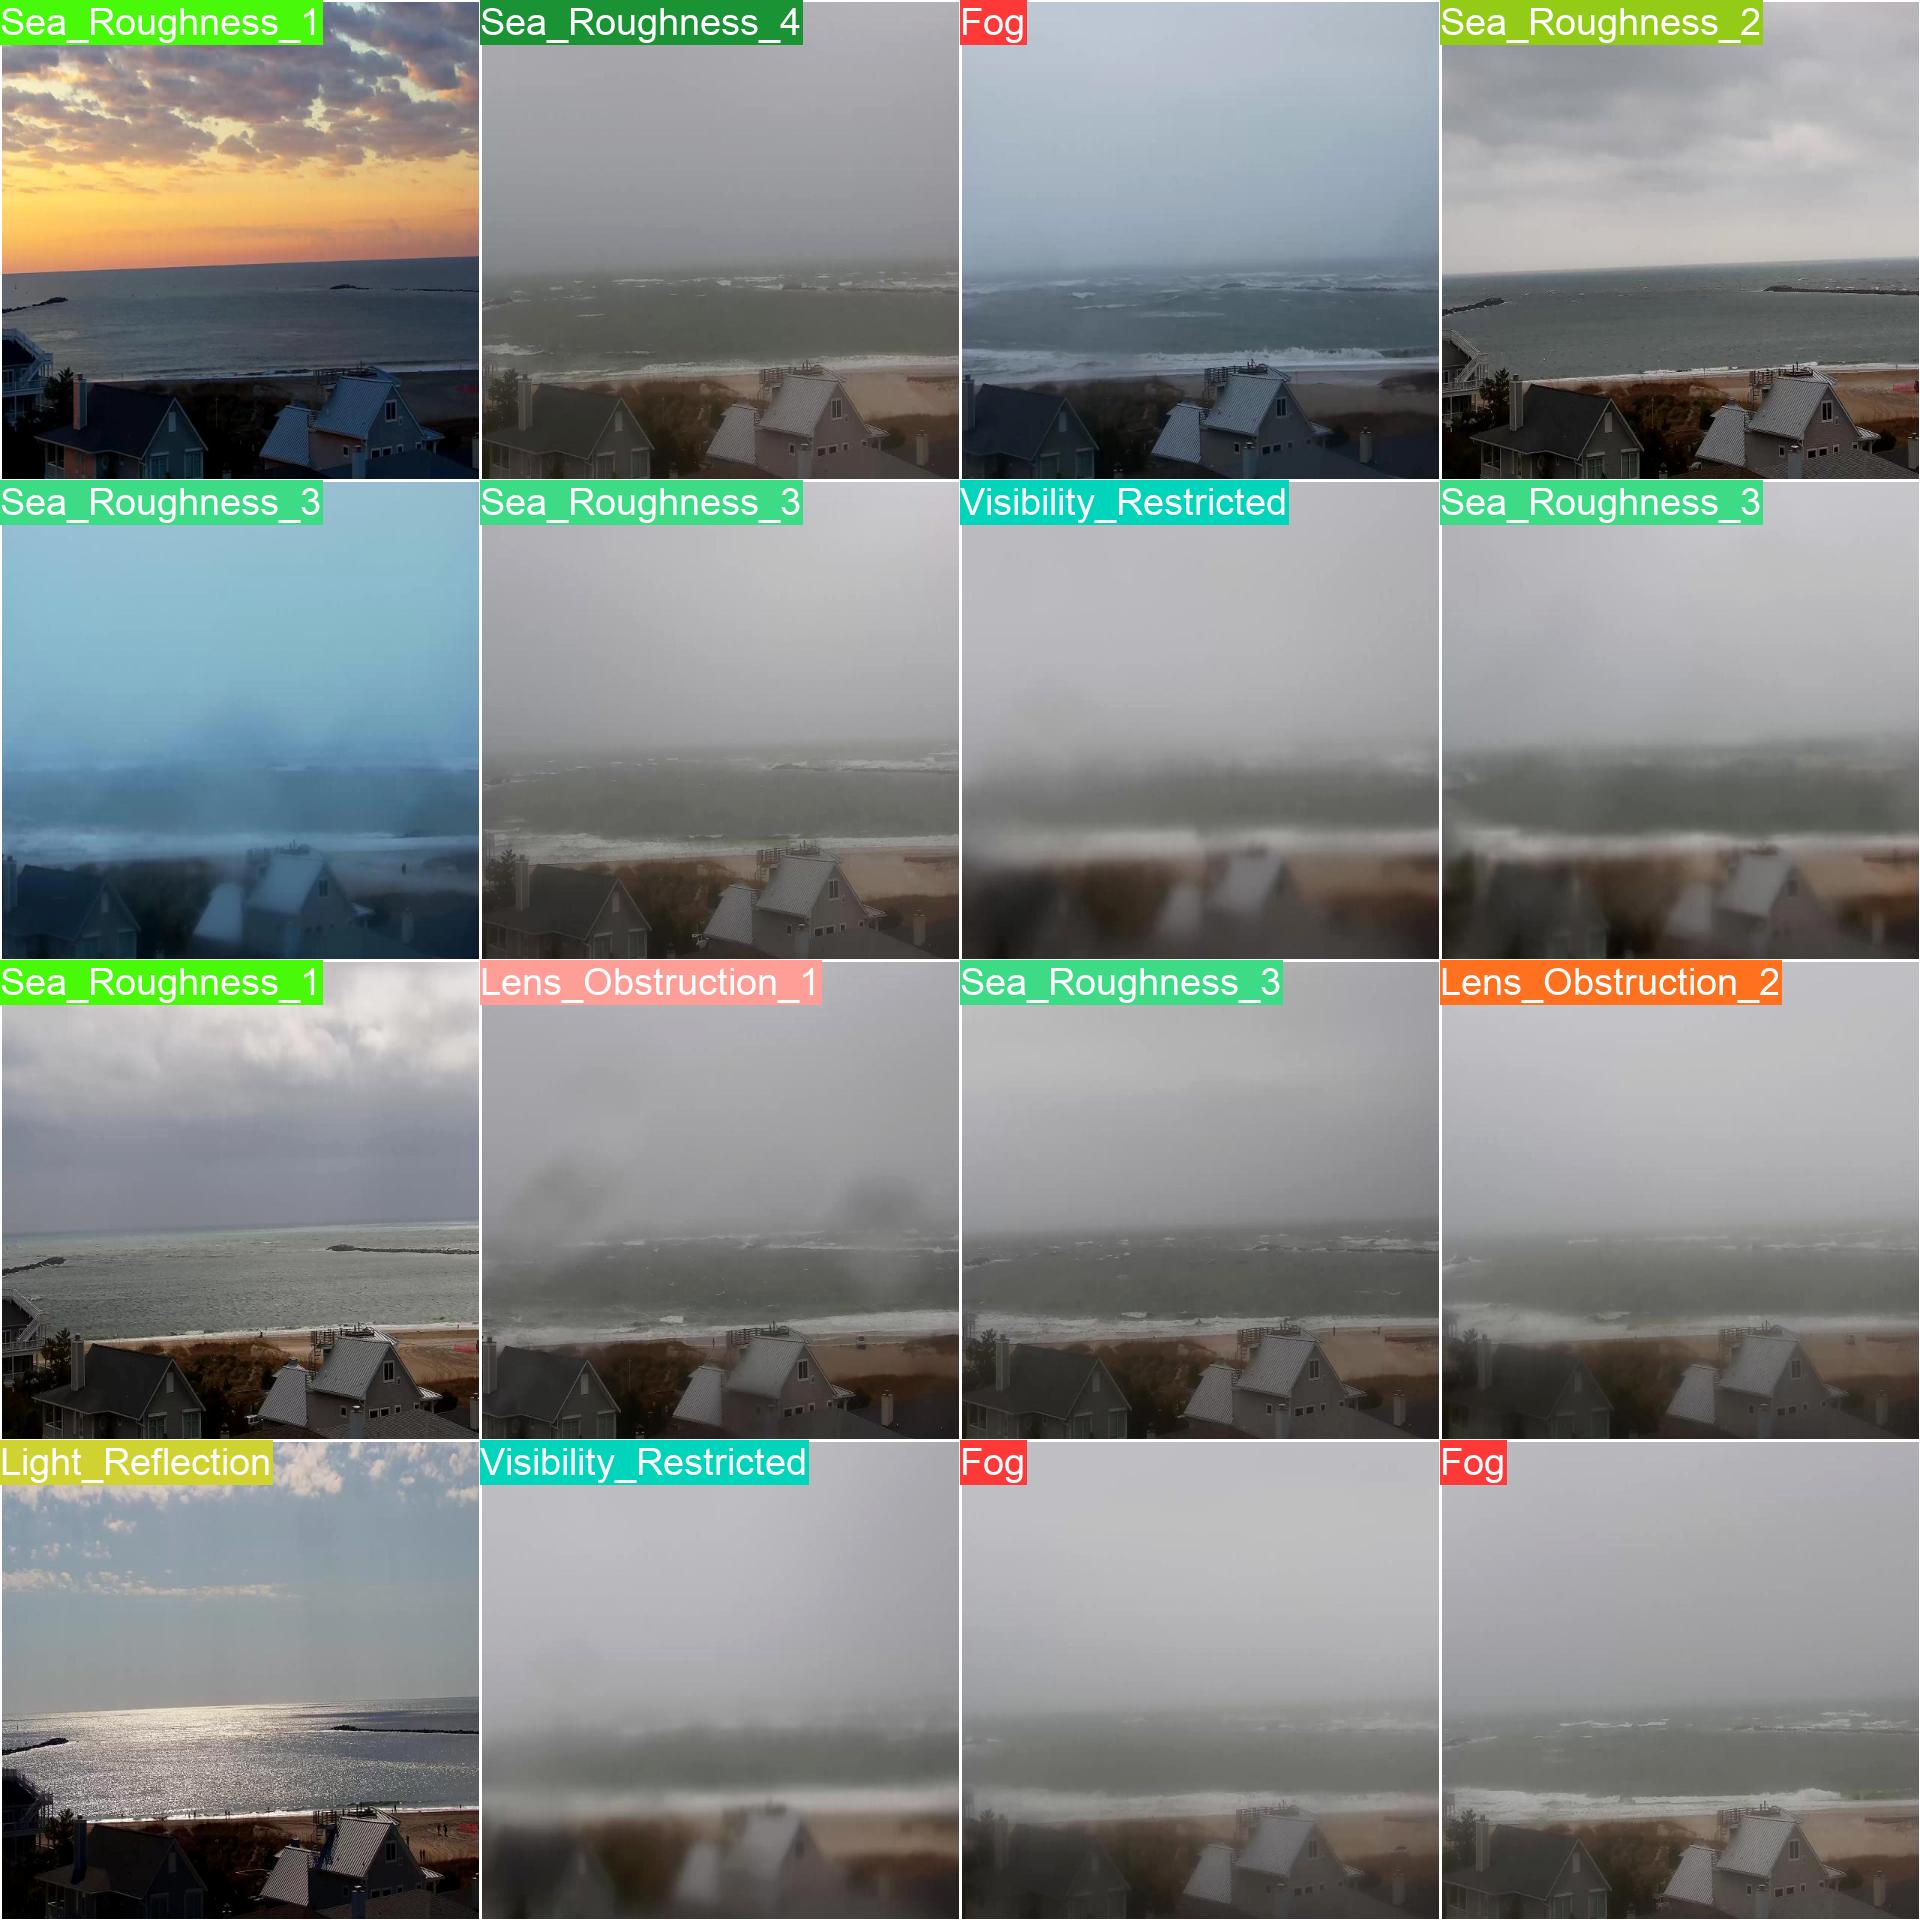 Sea_Roughness_1
Sea_Roughness_4
Fog
Sea_Roughness_2
Sea_Roughness_3
Sea_Roughness_3
Visibility_Restricted
Sea_Roughness_3
Sea_Roughness_1
Lens_Obstruction_1
Sea_Roughness_3
Lens_Obstruction_2
Light_Reflection
Visibility_Restricted
Fog
Fog